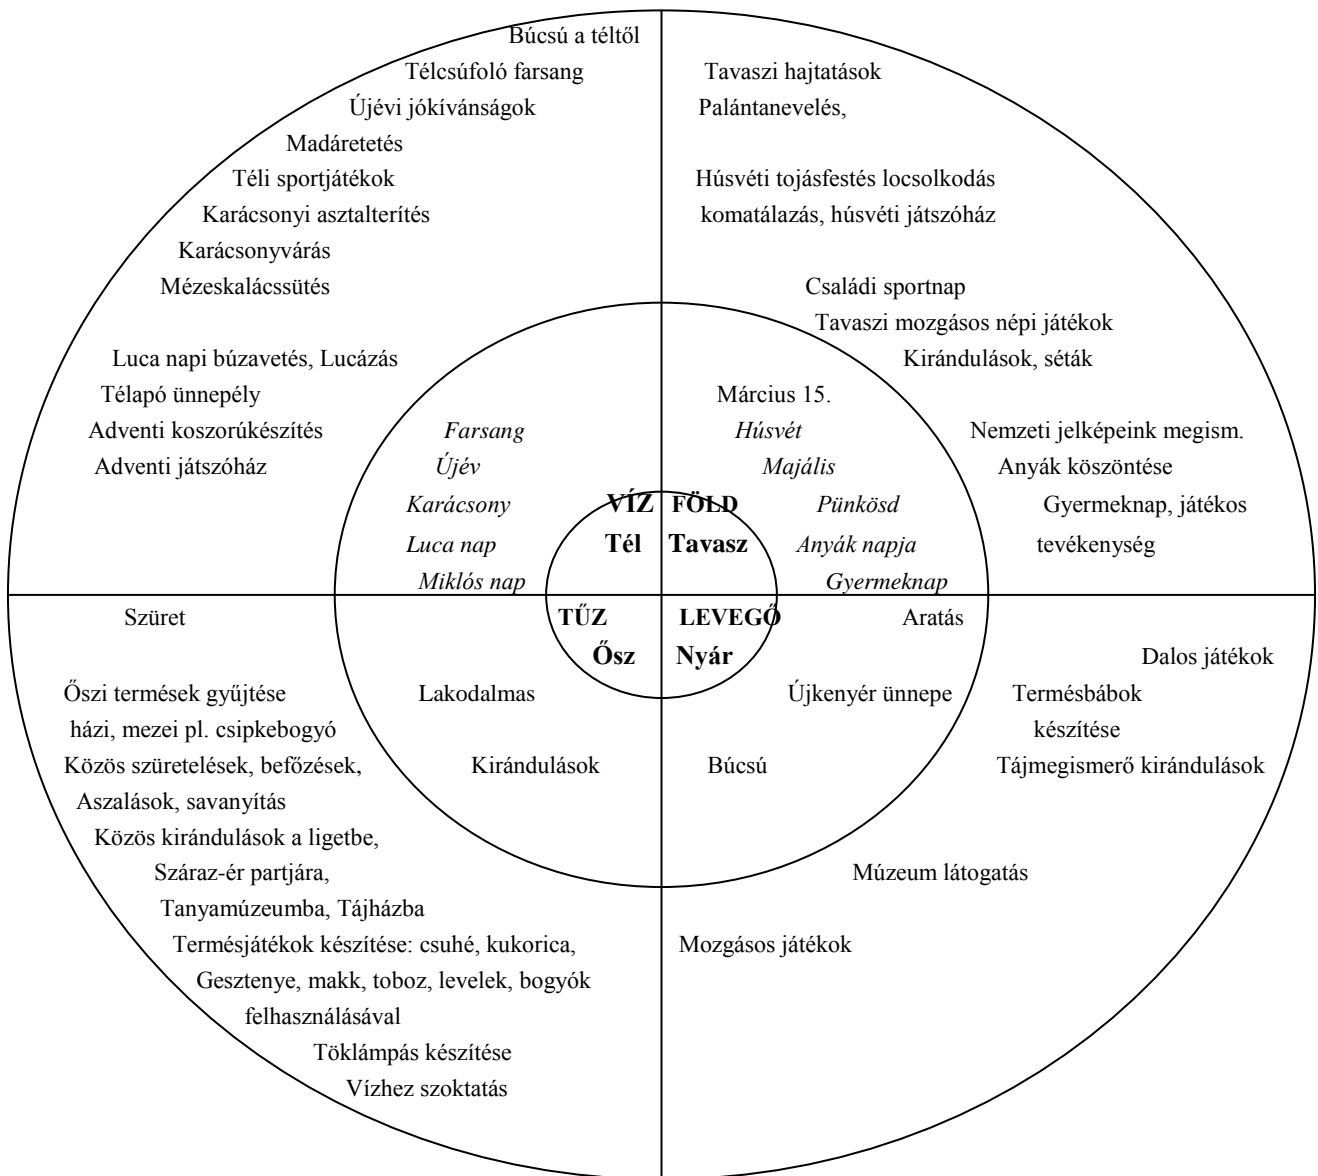 Búcsú a téltől
Télcsúfoló farsang
Újévi jókívánságok
Madáretetés
Téli sportjátékok
Karácsonyi asztalterítés
Karácsonyvárás
Mézeskalácssütés
Luca napi búzavetés, Lucázás
Télapó ünnepély
Adventi koszorúkészítés
Adventi játszóház
Farsang
Újév
Karácsony
Luca nap
Miklós nap
VÍZ
Tél
Tavaszi hajtatások
Palántanevelés,
Húsvéti tojásfestés locsolkodás
komatálazás, húsvéti játszóház
Családi sportnap
Tavaszi mozgásos népi játékok
Kirándulások, séták
Nemzeti jelképeink megism.
Anyák köszöntése
Gyermeknap, játékos
tevékenység
Március 15.
Húsvét
Majális
Pünkösd
Anyák napja
Gyermeknap
FÖLD
Tavasz
TŰZ
Ősz
Lakodalmas
Kirándulások
Szüret
Őszi termések gyűjtése
házi, mezei pl. csipkebogyó
Közös szüretelések, befőzések,
Aszalások, savanyítás
Közös kirándulások a ligetbe,
Száraz-ér partjára,
Tanyamúzeumba, Tájházba
Termésjátékok készítése: csuhé, kukorica,
Gesztenye, makk, toboz, levelek, bogyók
felhasználásával
Töklámpás készítése
Vízhez szoktatás
LEVEGŐ
Nyár
Aratás
Újkenyér ünnepe
Búcsú
Dalos játékok
Termésbábok
készítése
Tájmegismerő kirándulások
Múzeum látogatás
Mozgásos játékok